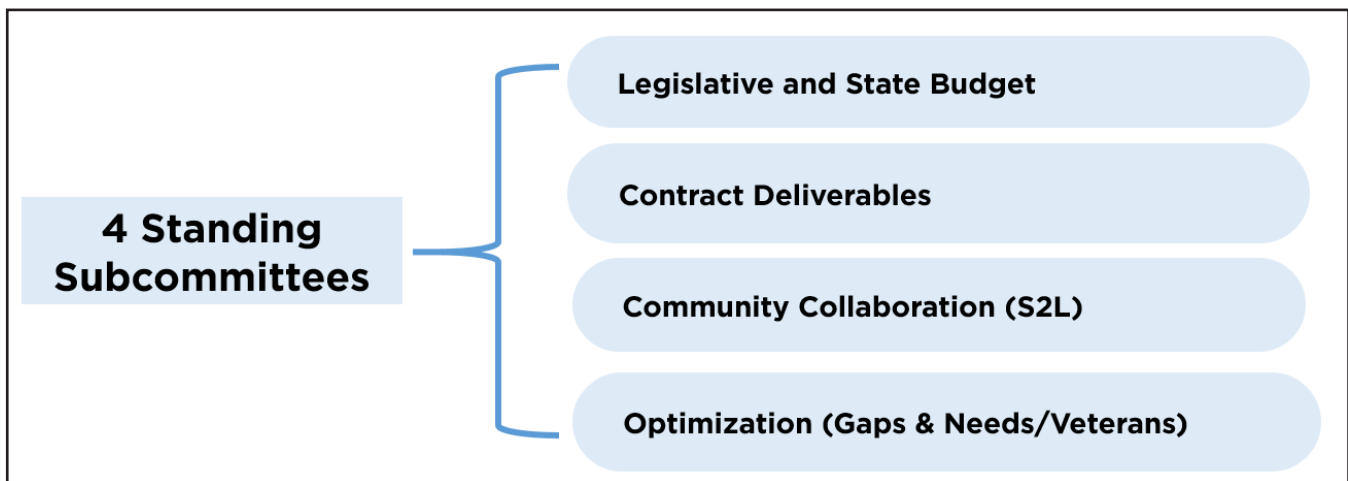 4 Standing
Subcommittees
Legislative and State Budget
Contract Deliverables
Community Collaboration (S2L)
Optimization (Gaps & Needs/Veterans)